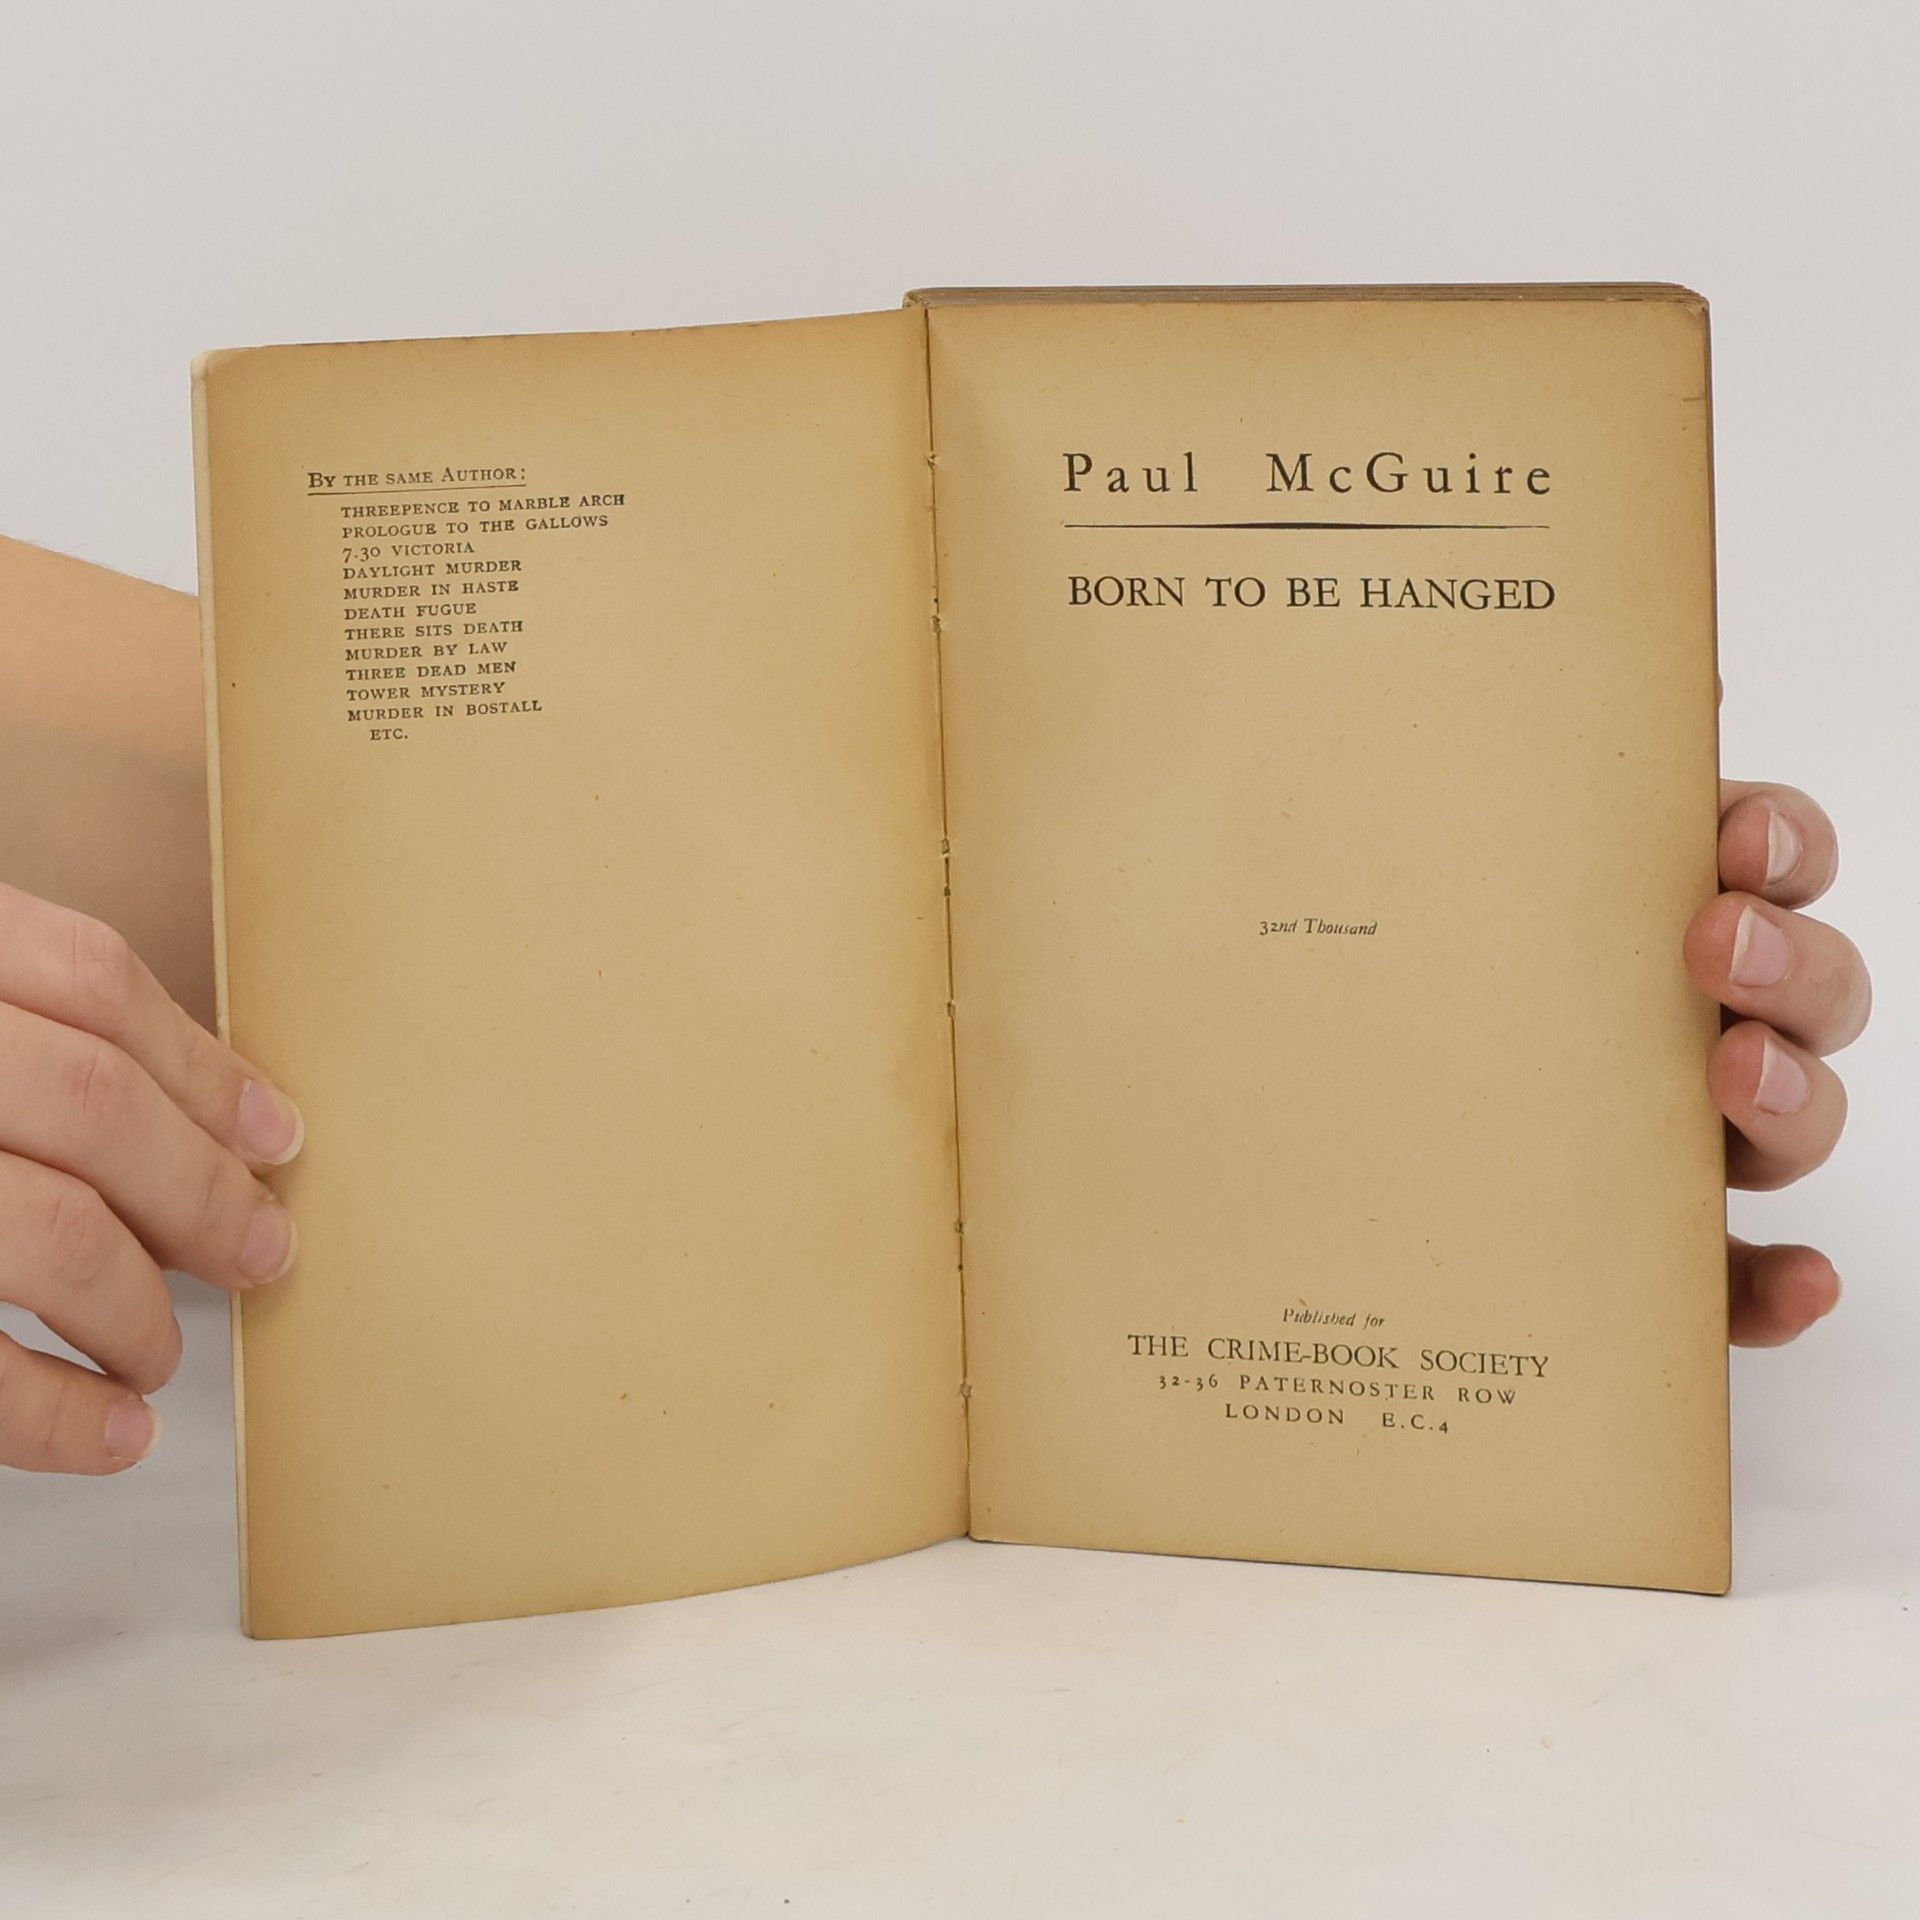 By the same Author:
THREEPENCE TO MARBLE ARCH
PROLOGUE TO THE GALLOWS
7.30 VICTORIA
DAYLIGHT MURDER
MURDER IN HASTE
DEATH FUGUE
THERE SITS DEATH
MURDER BY LAW
THREE DEAD MEN
TOWER MYSTERY
MURDER IN BOSTALL
ETC.
Paul McGuire
BORN TO BE HANGED
32nd Thousand
Published for
THE CRIME-BOOK SOCIETY
32-36 PATERNOSTER ROW
LONDON E.C.4